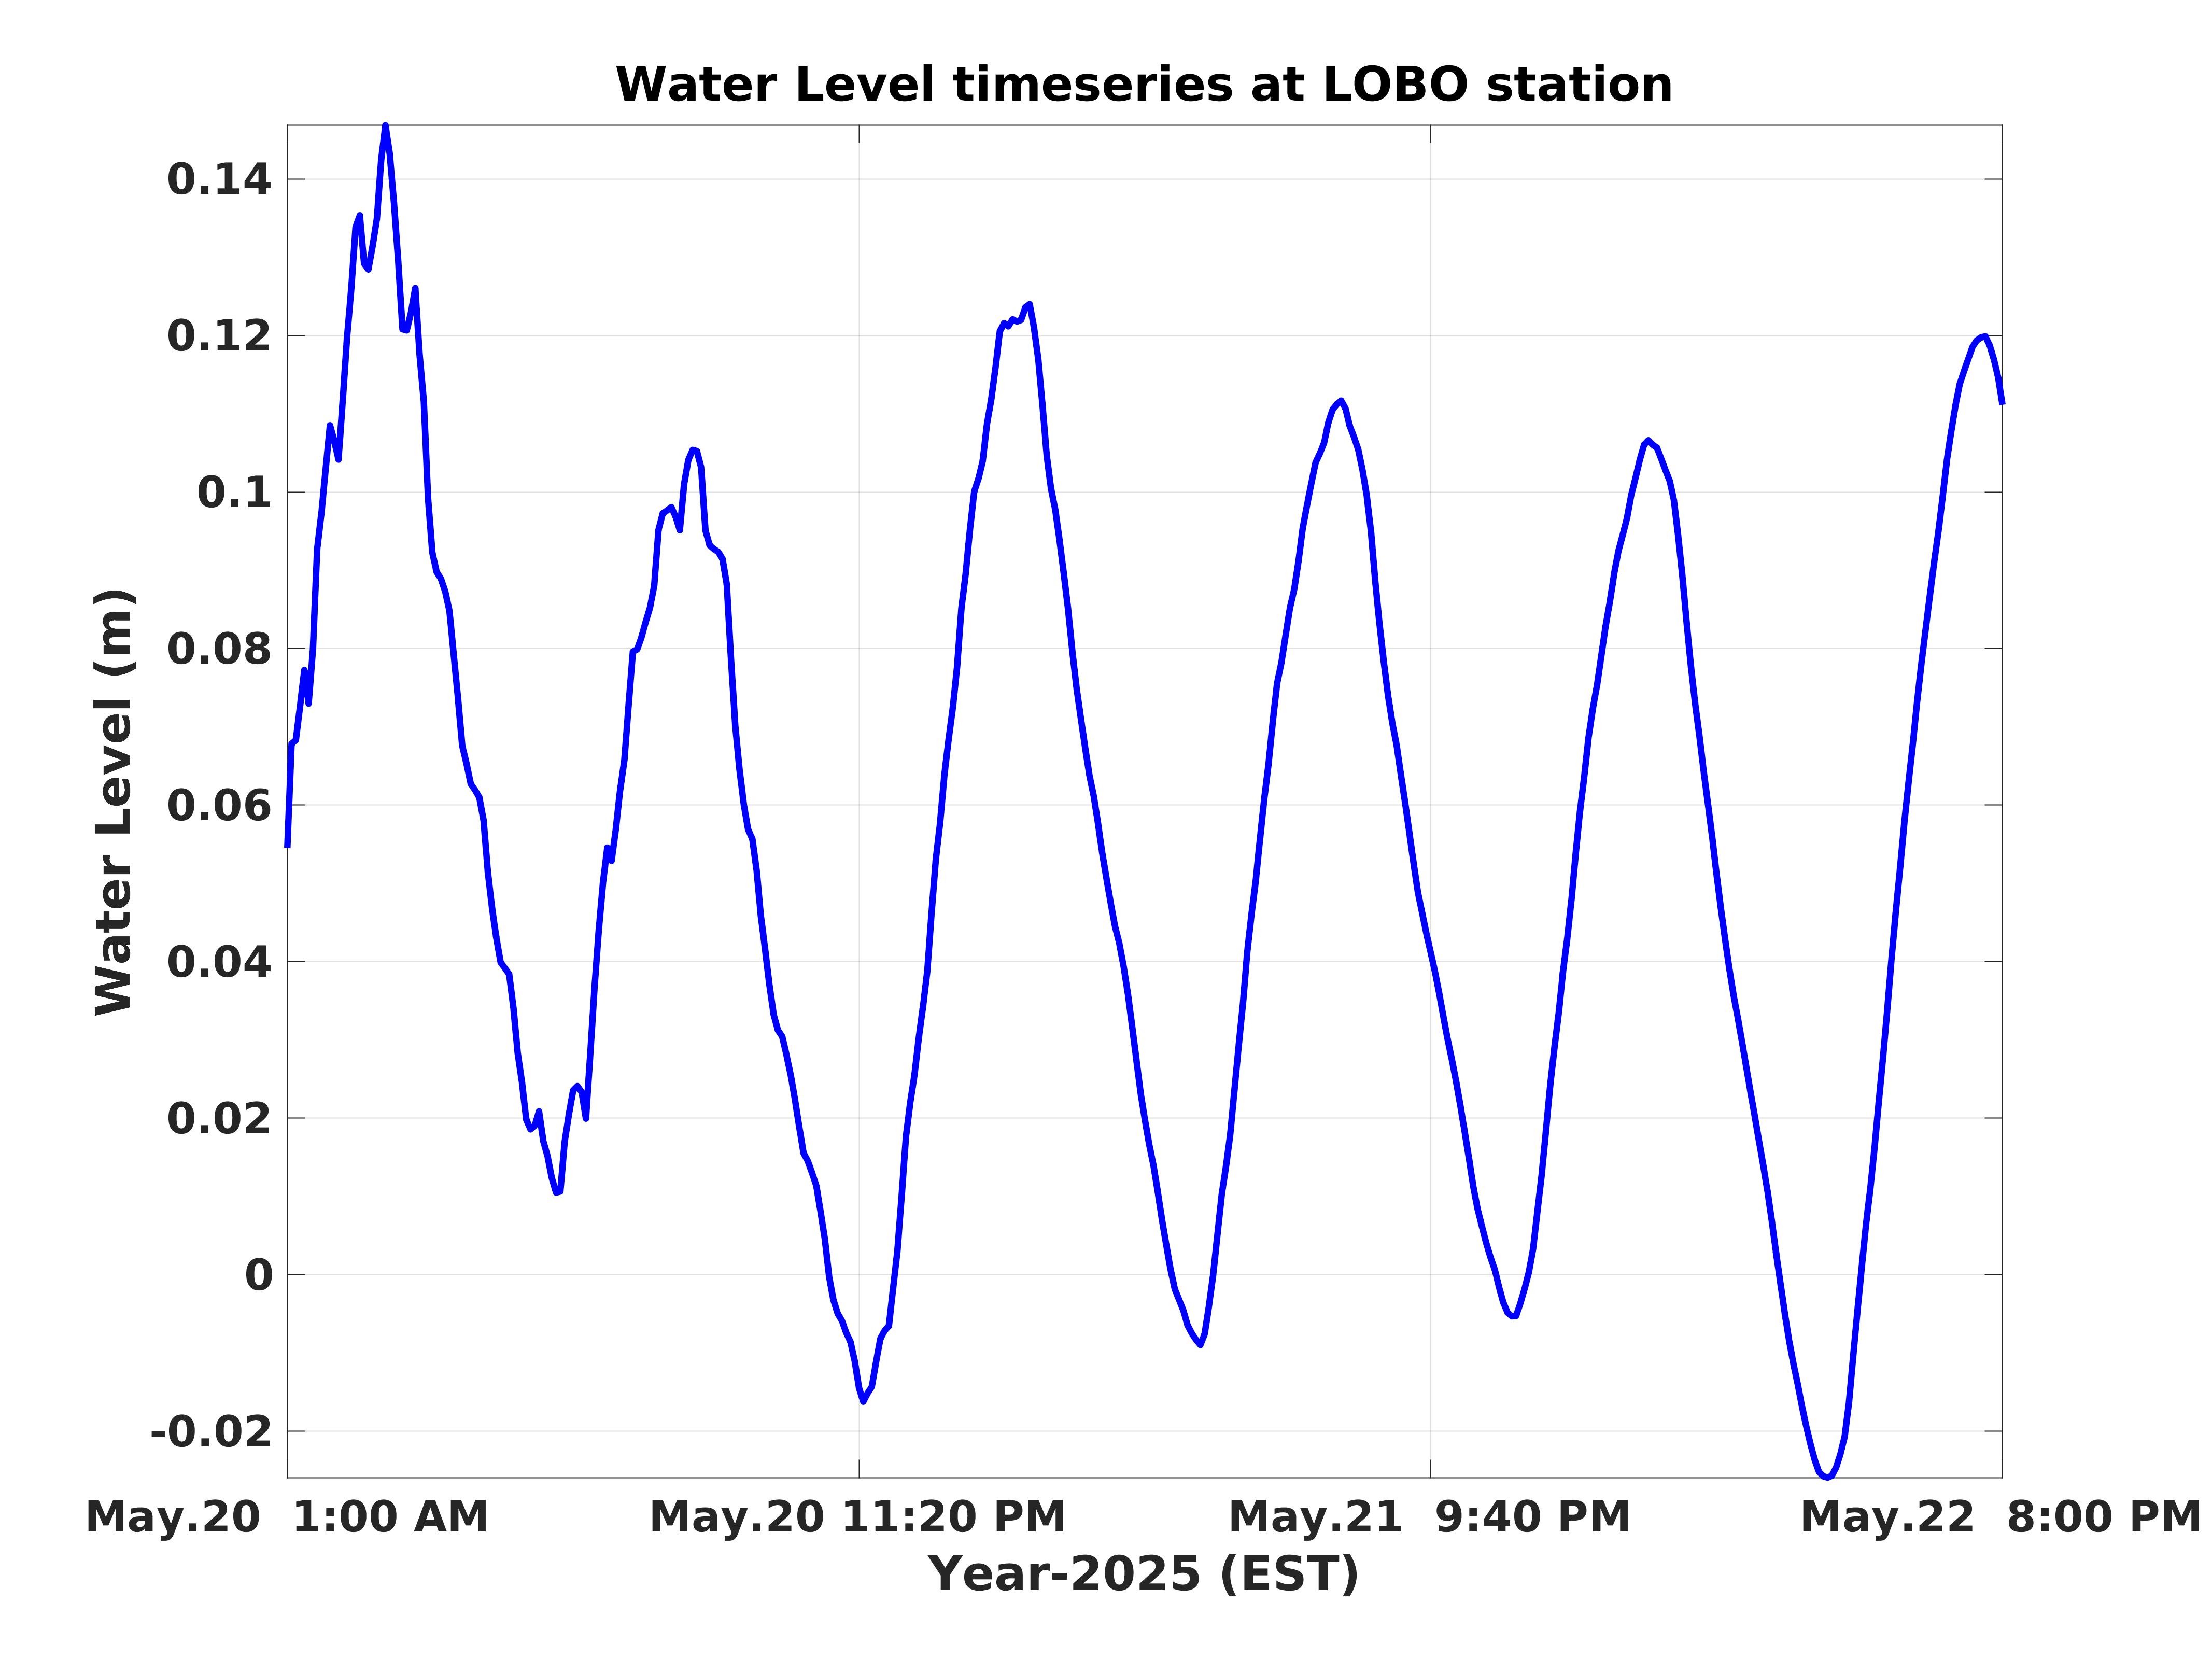 Water Level timeseries at LOBO station
0.14
0.12
0.1
0.08
0.06
0.04
0.02
0
-0.02
Water Level (m)
May.20  1:00 AM
May.20 11:20 PM
May.21  9:40 PM
May.22  8:00 PM
Year-2025 (EST)